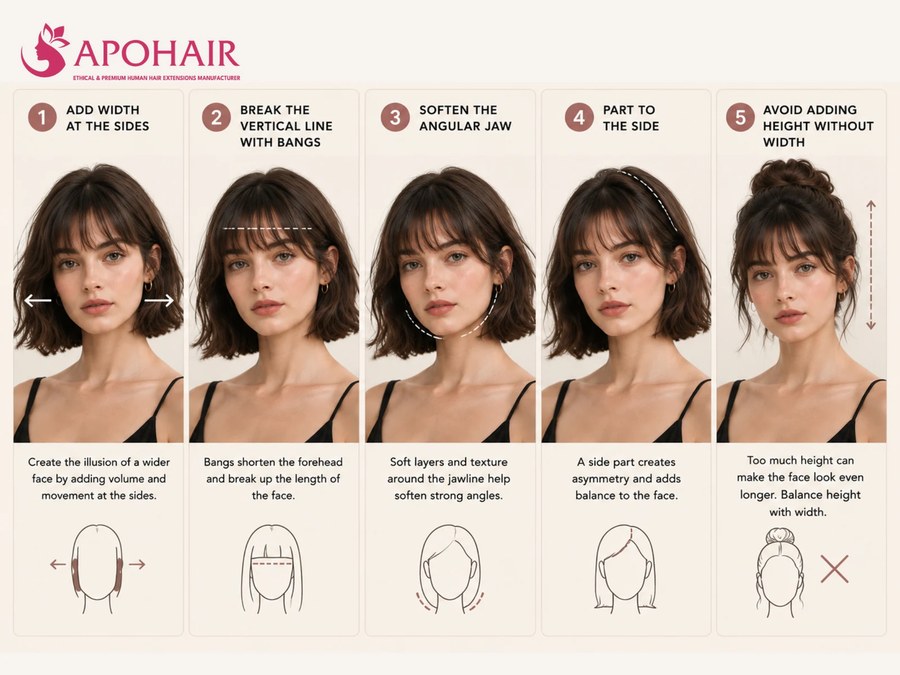 APOHAIR
ETHICAL & PREMIUM HUMAN HAIR EXTENSIONS MANUFACTURER
1
ADD WIDTH
AT THE SIDES
Create the illusion of a wider
face by adding volume and
movement at the sides.
2
BREAK THE
VERTICAL LINE
WITH BANGS
Bangs shorten the forehead
and break up the length of
the face.
3
SOFTEN THE
ANGULAR JAW
Soft layers and texture
around the jawline help
soften strong angles.
4
PART TO
THE SIDE
A side part creates
asymmetry and adds
balance to the face.
5
AVOID ADDING
HEIGHT WITHOUT
WIDTH
Too much height can
make the face look even
longer. Balance height
with width.